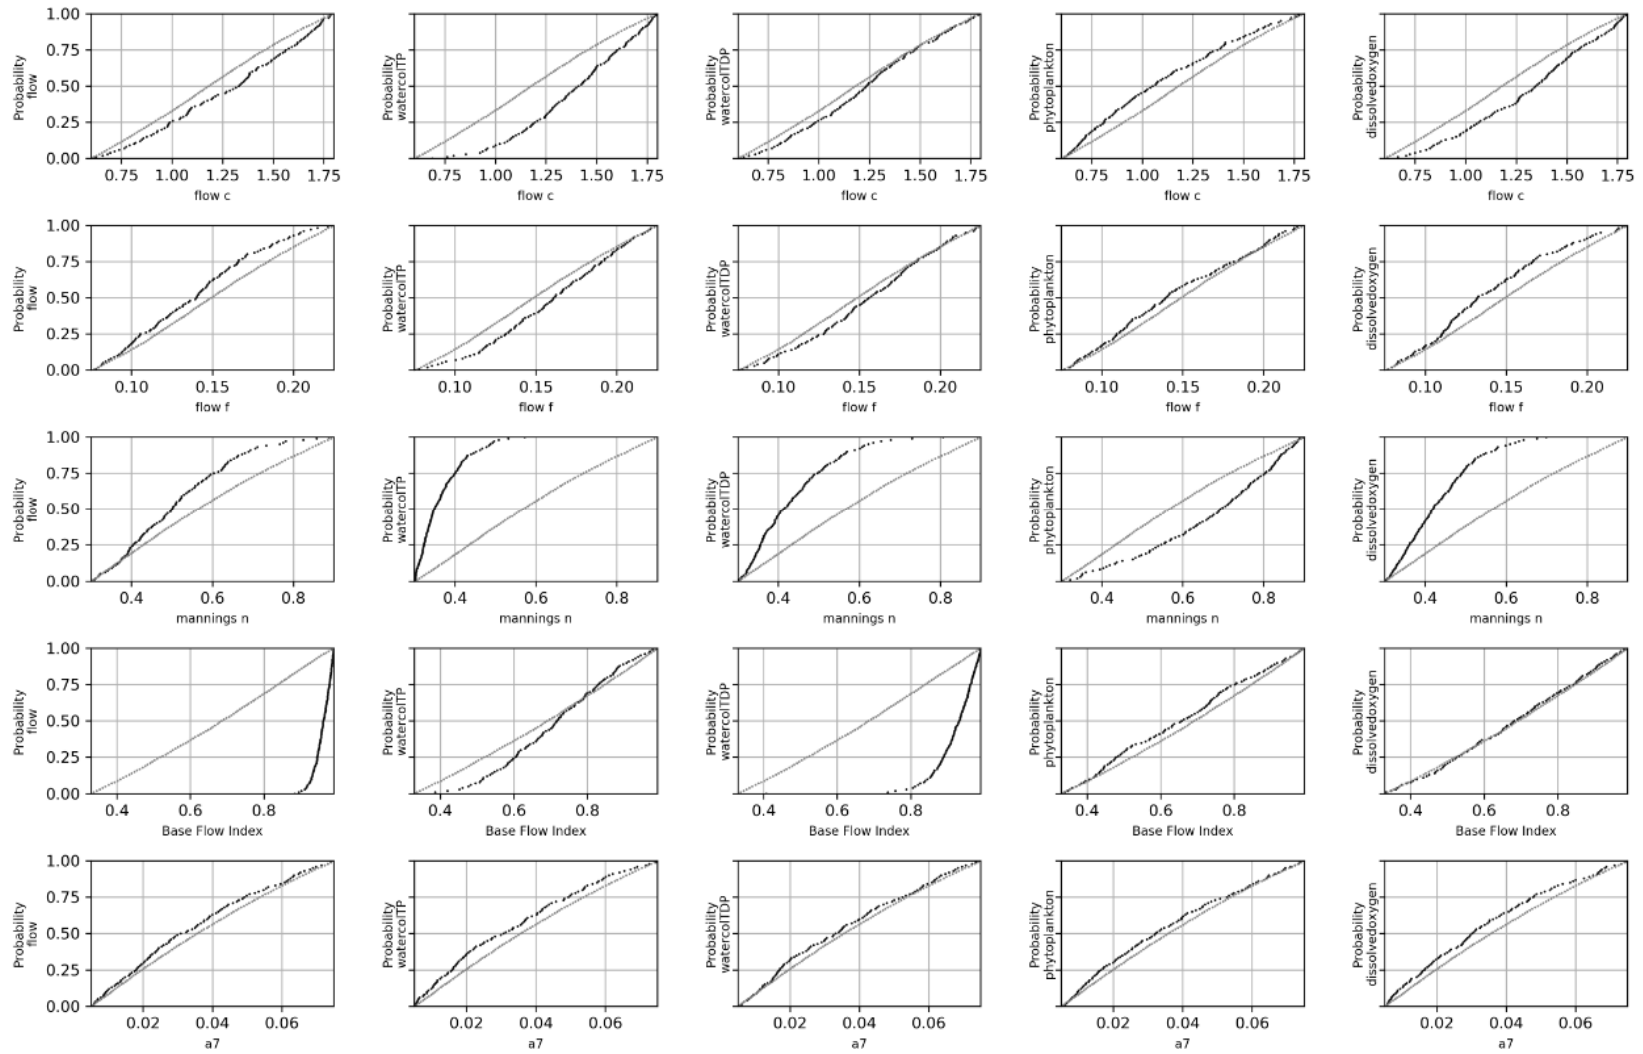 1.00
0.75
0.50
0.25
0.00
Probability
flow
0.75 1.00 1.25 1.50 1.75
flow c
Probability
watercolTP
0.75 1.00 1.25 1.50 1.75
flow c
Probability
watercolTDP
0.75 1.00 1.25 1.50 1.75
flow c
Probability
phytoplankton
0.75 1.00 1.25 1.50 1.75
flow c
Probability
dissolvedoxygen
0.75 1.00 1.25 1.50 1.75
flow c
1.00
0.75
0.50
0.25
0.00
Probability
flow
0.10 0.15 0.20
flow f
Probability
watercolTP
0.10 0.15 0.20
flow f
Probability
watercolTDP
0.10 0.15 0.20
flow f
Probability
phytoplankton
0.10 0.15 0.20
flow f
Probability
dissolvedoxygen
0.10 0.15 0.20
flow f
1.00
0.75
0.50
0.25
0.00
Probability
flow
0.4 0.6 0.8
mannings n
Probability
watercolTP
0.4 0.6 0.8
mannings n
Probability
watercolTDP
0.4 0.6 0.8
mannings n
Probability
phytoplankton
0.4 0.6 0.8
mannings n
Probability
dissolvedoxygen
0.4 0.6 0.8
mannings n
1.00
0.75
0.50
0.25
0.00
Probability
flow
0.4 0.6 0.8
Base Flow Index
Probability
watercolTP
0.4 0.6 0.8
Base Flow Index
Probability
watercolTDP
0.4 0.6 0.8
Base Flow Index
Probability
phytoplankton
0.4 0.6 0.8
Base Flow Index
Probability
dissolvedoxygen
0.4 0.6 0.8
Base Flow Index
1.00
0.75
0.50
0.25
0.00
Probability
flow
0.02 0.04 0.06
a7
Probability
watercolTP
0.02 0.04 0.06
a7
Probability
watercolTDP
0.02 0.04 0.06
a7
Probability
phytoplankton
0.02 0.04 0.06
a7
Probability
dissolvedoxygen
0.02 0.04 0.06
a7